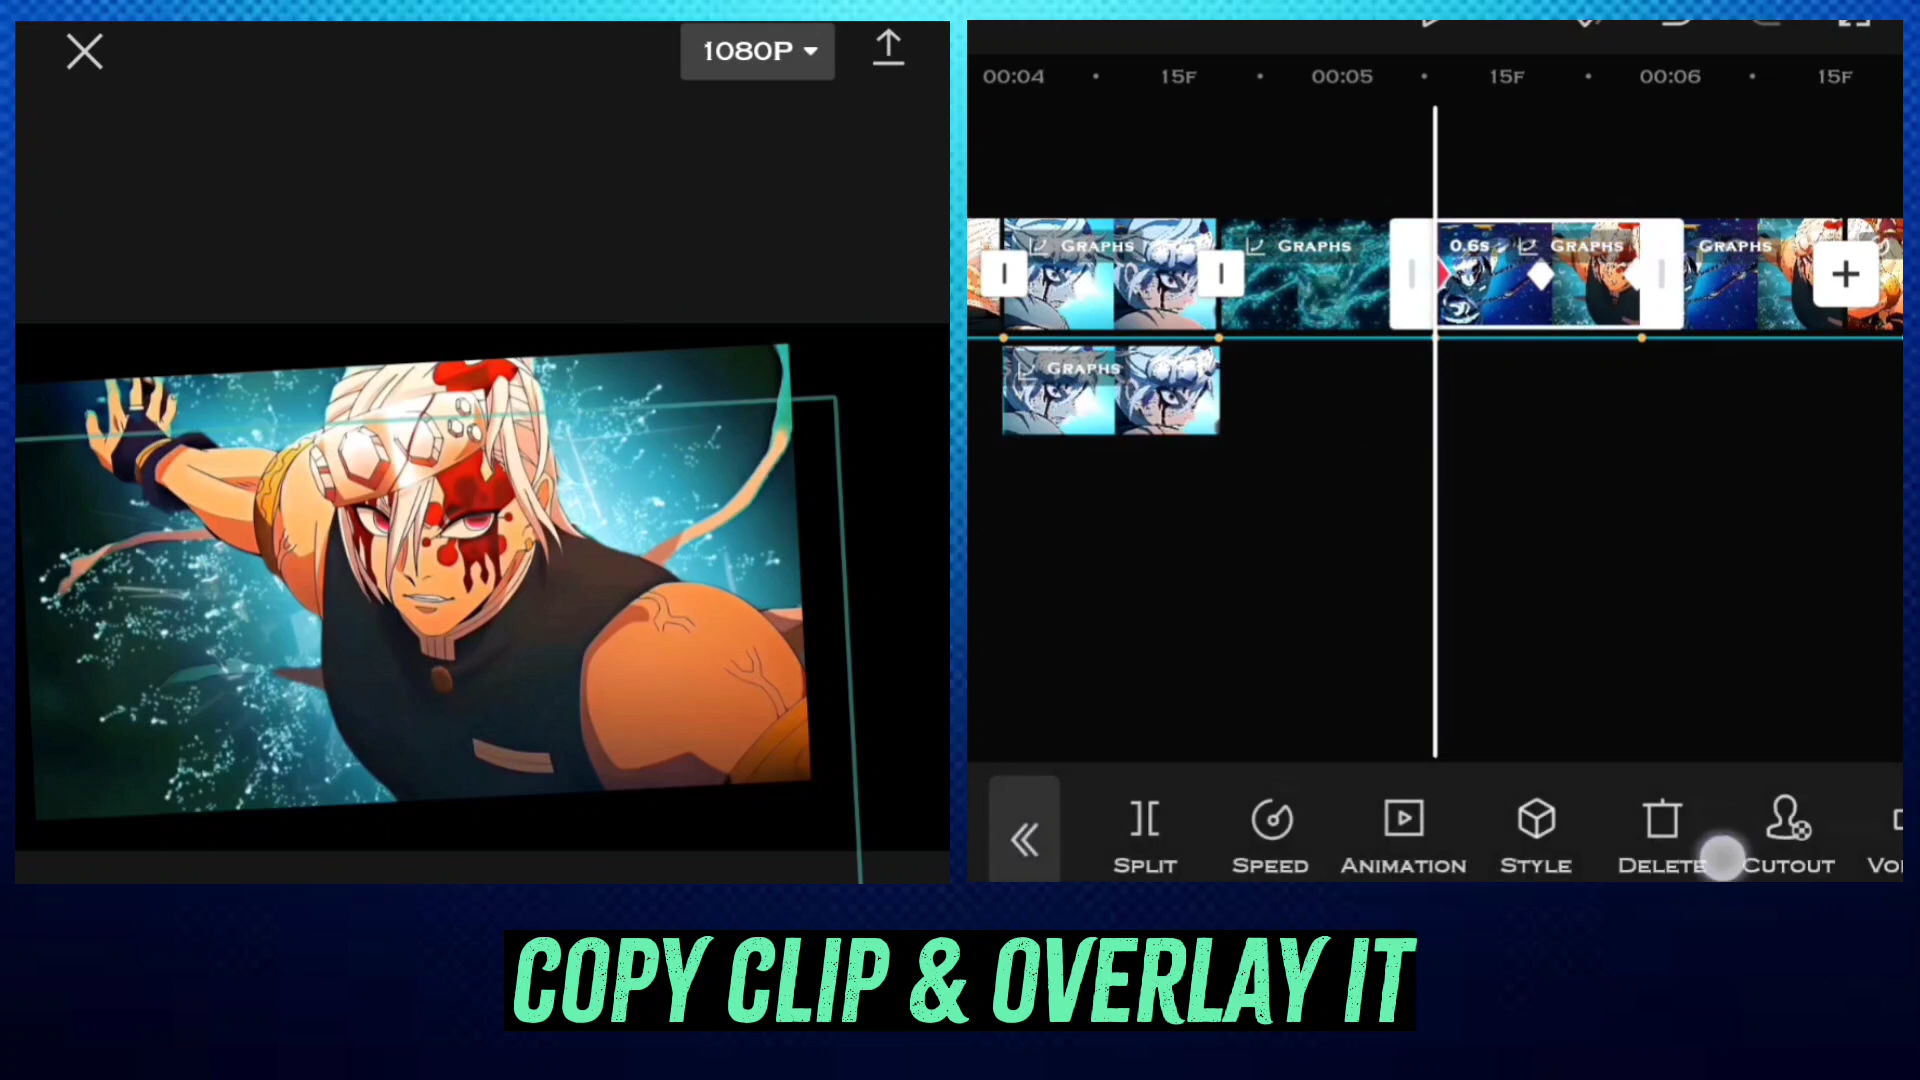 1080P
00:04 15F 00:05 15F 00:06 15F
GRAPHS GRAPHS 0.6s GRAPHS GRAPHS
GRAPHS
SPLIT SPEED ANIMATION STYLE DELETE CUTOUT
COPY CLIP & OVERLAY IT